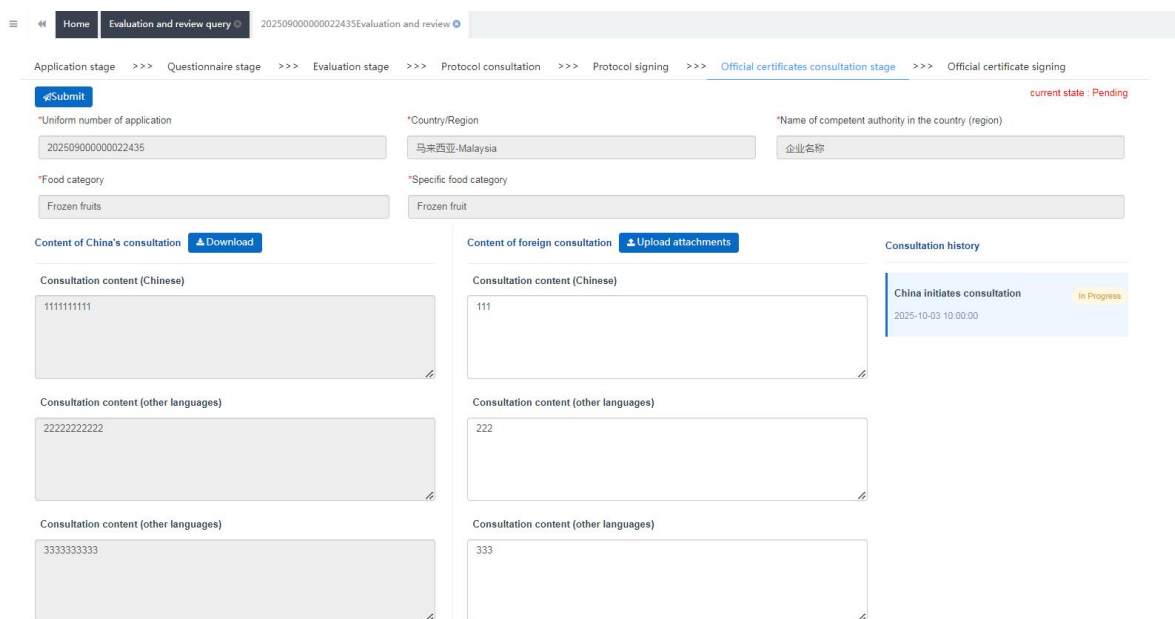 Home Evaluation and review query 202509000000022435Evaluation and review
Application stage >>> Questionnaire stage >>> Evaluation stage >>> Protocol consultation >>> Protocol signing >>> Official certificates consultation stage >>> Official certificate signing
Submit current state : Pending
*Uniform number of application *Country/Region *Name of competent authority in the country (region)
202509000000022435 马来西亚-Malaysia 企业名称
*Food category *Specific food category
Frozen fruits Frozen fruit
Content of China's consultation Download Content of foreign consultation Upload attachments Consultation history
Consultation content (Chinese) Consultation content (Chinese)
1111111111 111
China initiates consultation In Progress
2025-10-03 10:00:00
Consultation content (other languages) Consultation content (other languages)
22222222222 222
Consultation content (other languages) Consultation content (other languages)
3333333333 333